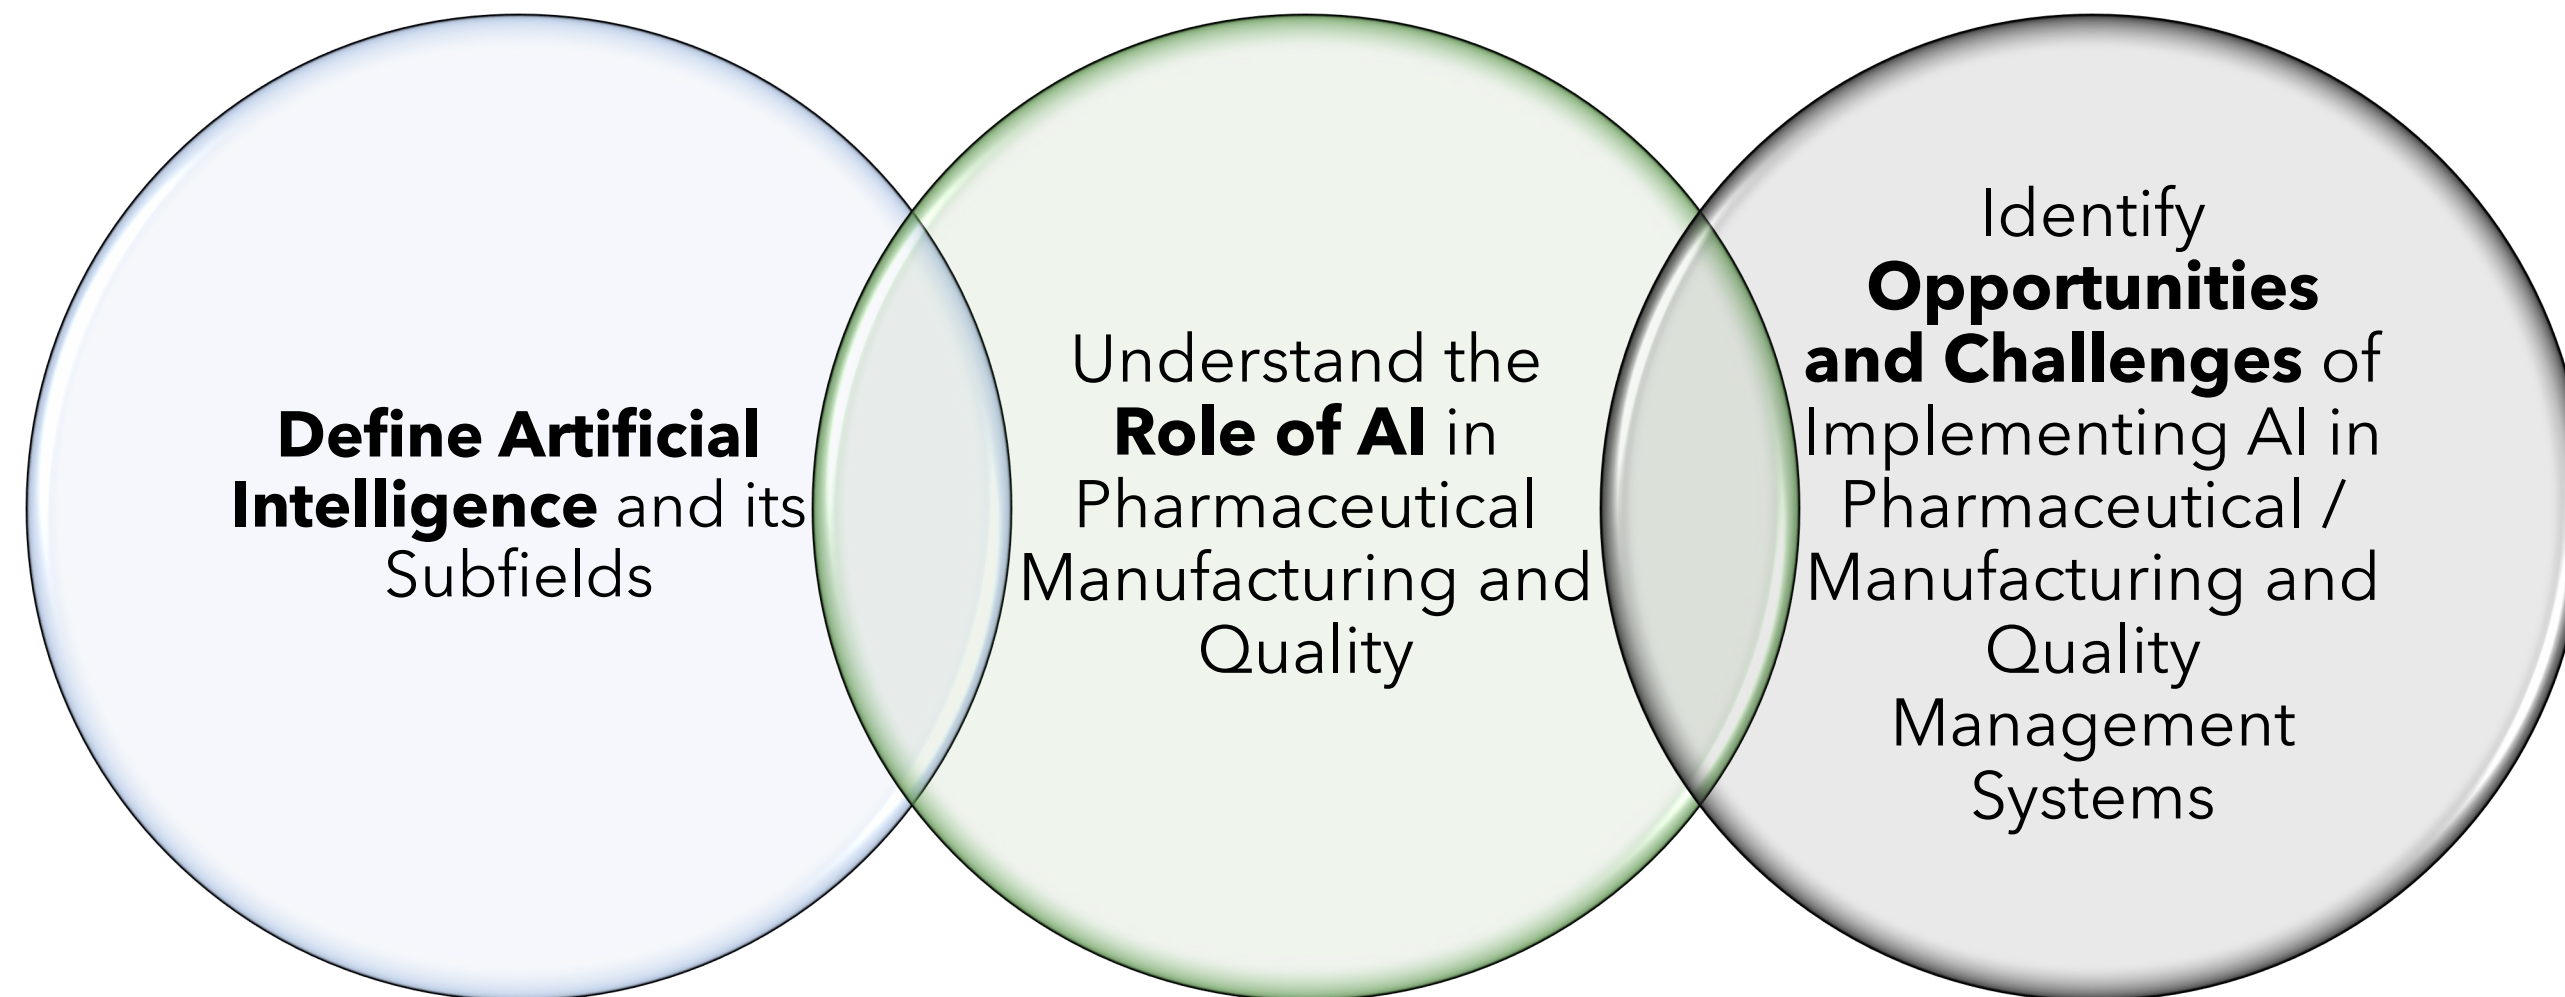 Define Artificial
Intelligence and its
Subfields
Understand the
Role of AI in
Pharmaceutical
Manufacturing and
Quality
Identify
Opportunities
and Challenges of
Implementing AI in
Pharmaceutical /
Manufacturing and
Quality
Management
Systems